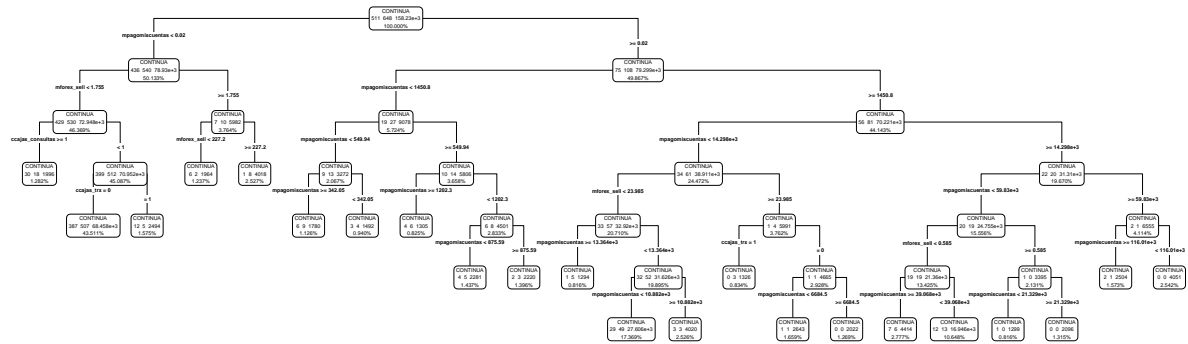 CONTINUA
511 648 158.23e+3
100.000%
mpagomiscuentas < 0.02
>= 0.02
CONTINUA
436 540 78.93e+3
50.133%
CONTINUA
75 108 79.299e+3
49.867%
mforex_sell < 1.755
>= 1.755
mpagomiscuentas < 1450.8
>= 1450.8
CONTINUA
429 530 72.948e+3
46.369%
CONTINUA
7 10 5982
3.764%
CONTINUA
19 27 9078
5.724%
CONTINUA
56 81 70.221e+3
44.143%
ccajas_consultas >= 1
< 1
mforex_sell < 227.2
>= 227.2
mpagomiscuentas < 549.94
>= 549.94
mpagomiscuentas < 14.298e+3
>= 14.298e+3
CONTINUA
30 18 1996
1.282%
CONTINUA
399 512 70.952e+3
45.087%
CONTINUA
6 2 1964
1.237%
CONTINUA
1 8 4018
2.527%
CONTINUA
9 13 3272
2.067%
CONTINUA
10 14 5806
3.658%
CONTINUA
34 61 38.911e+3
24.472%
CONTINUA
22 20 31.31e+3
19.670%
ccajas_trx = 0
= 1
mpagomiscuentas >= 342.05
< 342.05
mpagomiscuentas >= 1202.3
< 1202.3
mforex_sell < 23.985
>= 23.985
mpagomiscuentas < 59.83e+3
>= 59.83e+3
CONTINUA
387 507 68.458e+3
43.511%
CONTINUA
12 5 2494
1.575%
CONTINUA
6 9 1780
1.126%
CONTINUA
3 4 1492
0.940%
CONTINUA
4 6 1305
0.825%
CONTINUA
6 8 4501
2.833%
CONTINUA
33 57 32.92e+3
20.710%
CONTINUA
1 4 5991
3.762%
CONTINUA
20 19 24.755e+3
15.556%
CONTINUA
2 1 6555
4.114%
mpagomiscuentas < 875.59
>= 875.59
mpagomiscuentas >= 13.364e+3
< 13.364e+3
ccajas_trx = 1
= 0
mforex_sell < 0.585
>= 0.585
mpagomiscuentas >= 116.01e+3
< 116.01e+3
CONTINUA
4 5 2281
1.437%
CONTINUA
2 3 2220
1.396%
CONTINUA
1 5 1294
0.816%
CONTINUA
32 52 31.626e+3
19.895%
CONTINUA
0 3 1326
0.834%
CONTINUA
1 1 4665
2.928%
CONTINUA
19 19 21.36e+3
13.425%
CONTINUA
1 0 3395
2.131%
CONTINUA
2 1 2504
1.573%
CONTINUA
0 0 4051
2.542%
mpagomiscuentas < 10.882e+3
>= 10.882e+3
mpagomiscuentas < 6684.5
>= 6684.5
mpagomiscuentas >= 39.068e+3
< 39.068e+3
mpagomiscuentas < 21.329e+3
>= 21.329e+3
CONTINUA
29 49 27.606e+3
17.369%
CONTINUA
3 3 4020
2.526%
CONTINUA
1 1 2643
1.659%
CONTINUA
0 0 2022
1.269%
CONTINUA
7 6 4414
2.777%
CONTINUA
12 13 16.946e+3
10.648%
CONTINUA
1 0 1299
0.816%
CONTINUA
0 0 2096
1.315%